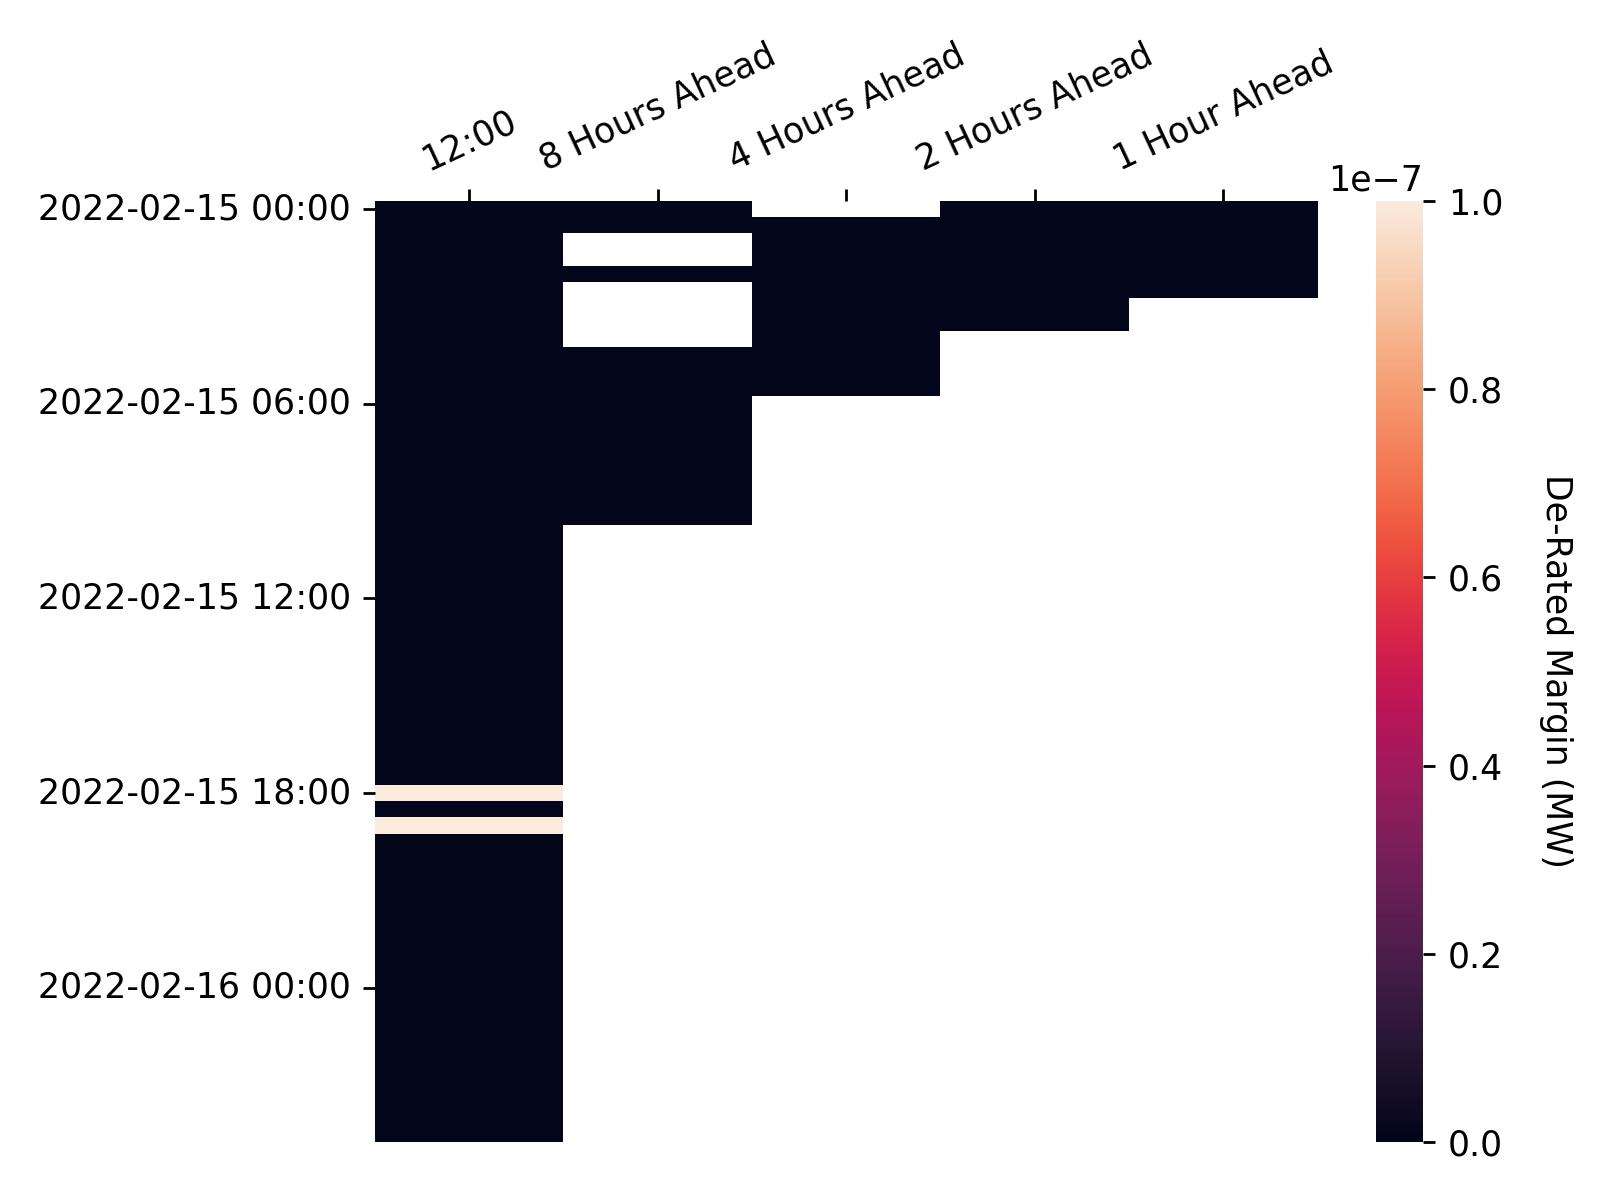 12:00
8 Hours Ahead
4 Hours Ahead
2 Hours Ahead
1 Hour Ahead
2022-02-15 00:00
2022-02-15 06:00
2022-02-15 12:00
2022-02-15 18:00
2022-02-16 00:00
1e−7
1.0
0.8
0.6
0.4
0.2
0.0
De-Rated Margin (MW)